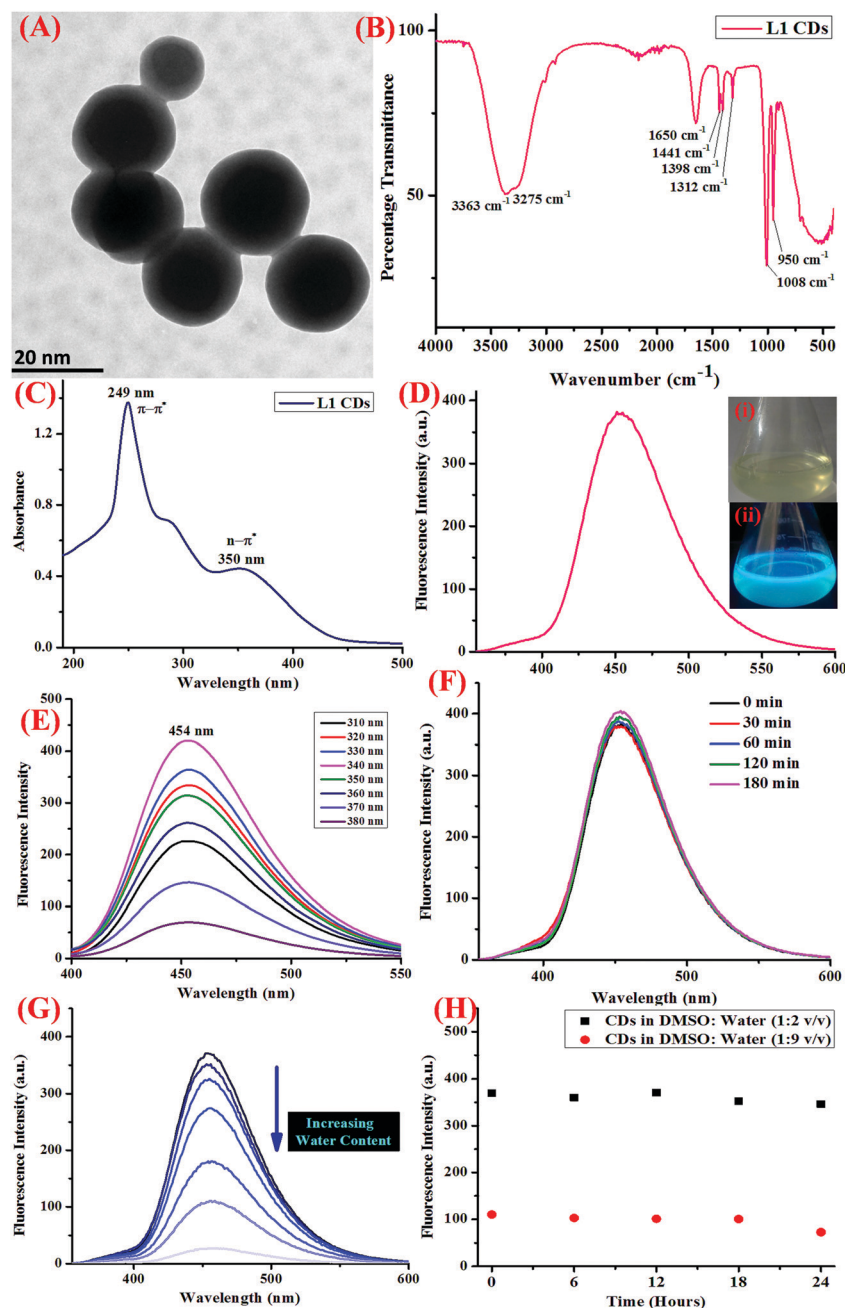 (A)
20 nm
(B)
L1 CDs
Percentage Transmittance
100
50
3363 cm⁻¹
3275 cm⁻¹
1650 cm⁻¹
1441 cm⁻¹
1398 cm⁻¹
1312 cm⁻¹
950 cm⁻¹
1008 cm⁻¹
4000 3500 3000 2500 2000 1500 1000 500
Wavenumber (cm⁻¹)
(C)
249 nm
π–π*
L1 CDs
n–π*
350 nm
Absorbance
1.2
0.8
0.4
0.0
200 300 400 500
Wavelength (nm)
(D)
(i)
(ii)
Fluorescence Intensity (a.u.)
400
300
200
100
0
400 450 500 550 600
Wavelength (nm)
(E)
454 nm
310 nm
320 nm
330 nm
340 nm
350 nm
360 nm
370 nm
380 nm
Fluorescence Intensity
500
400
300
200
100
0
400 450 500 550
Wavelength (nm)
(F)
0 min
30 min
60 min
120 min
180 min
Fluorescence Intensity (a.u.)
400
300
200
100
0
400 450 500 550 600
Wavelength (nm)
(G)
Increasing
Water Content
Fluorescence Intensity (a.u.)
400
300
200
100
0
400 450 500 550 600
Wavelength (nm)
(H)
CDs in DMSO: Water (1:2 v/v)
CDs in DMSO: Water (1:9 v/v)
Fluorescence Intensity (a.u.)
500
400
300
200
100
0
0 6 12 18 24
Time (Hours)